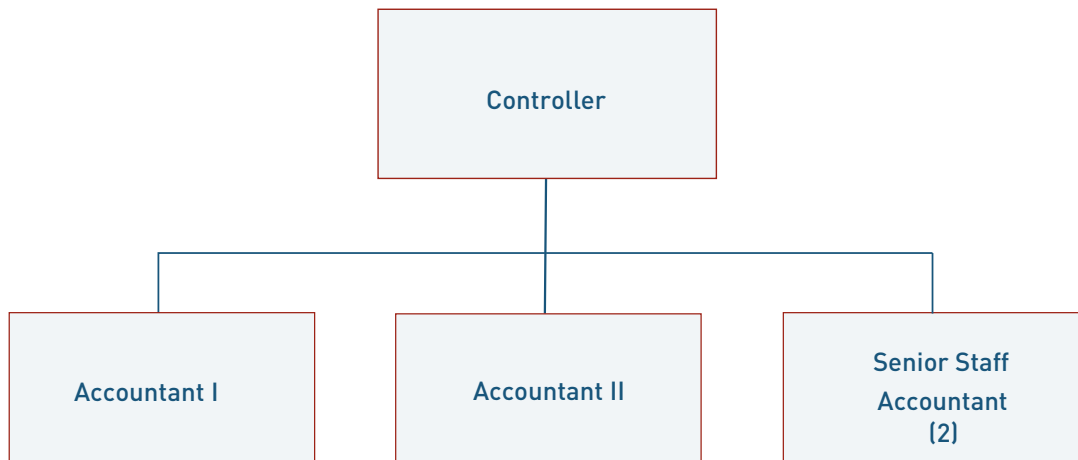 Controller
Accountant I
Accountant II
Senior Staff
Accountant
(2)